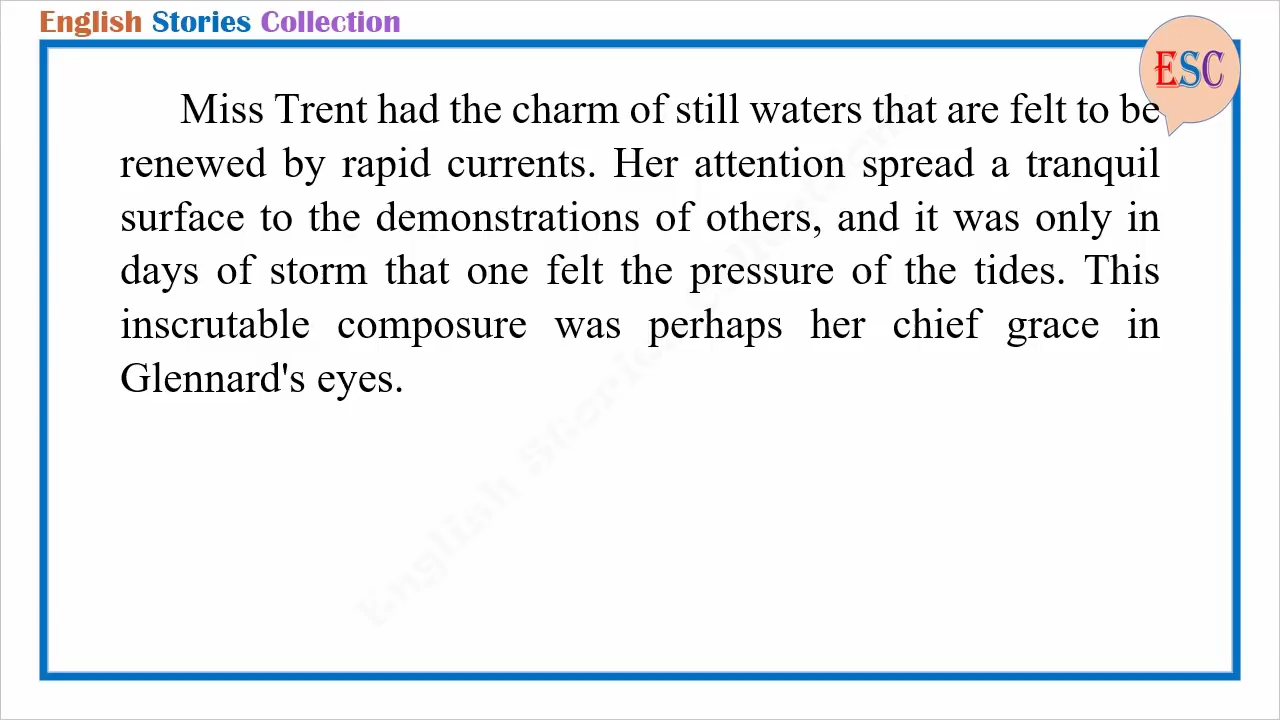 English Stories Collection
ESC
Miss Trent had the charm of still waters that are felt to be
renewed by rapid currents. Her attention spread a tranquil
surface to the demonstrations of others, and it was only in
days of storm that one felt the pressure of the tides. This
inscrutable composure was perhaps her chief grace in
Glennard's eyes.
English Stories Collection